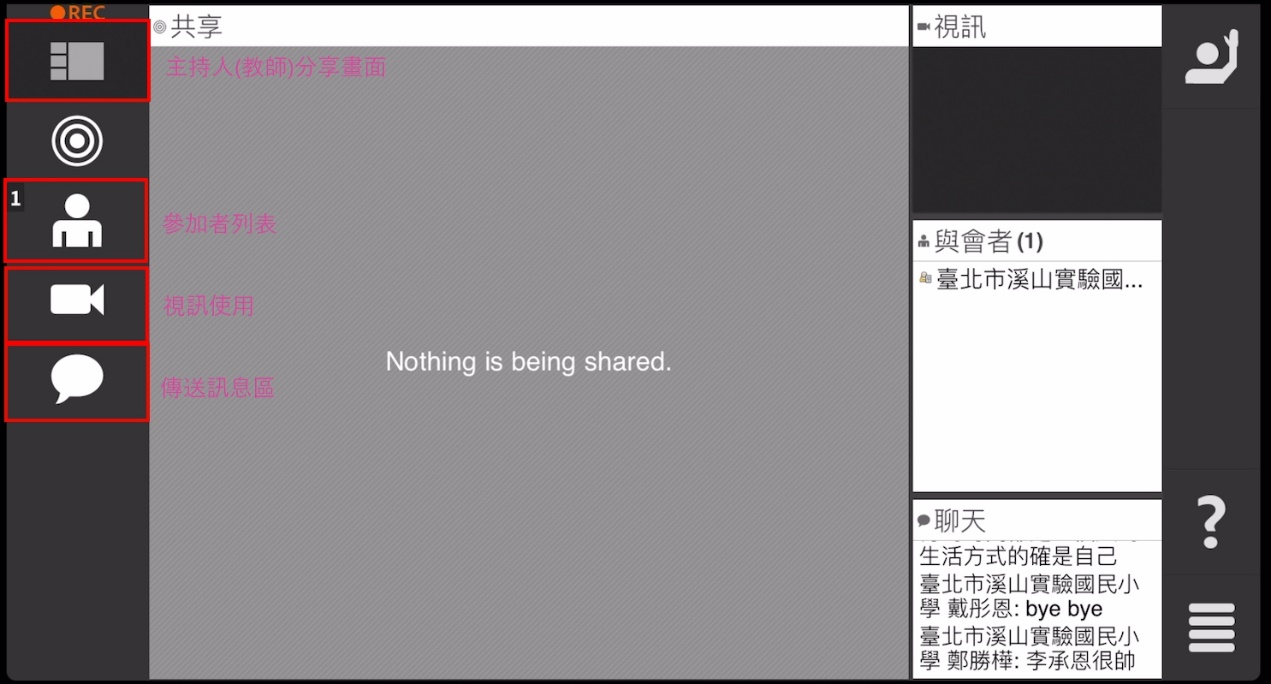 REC
共享
主持人(教師)分享畫面
1
參加者列表
視訊使用
Nothing is being shared.
傳送訊息區
視訊
與會者 (1)
臺北市溪山實驗國...
聊天
生活方式的確是自己
臺北市溪山實驗國民小
學 戴彤恩: bye bye
臺北市溪山實驗國民小
學 鄭勝樺: 李承恩很帥
?